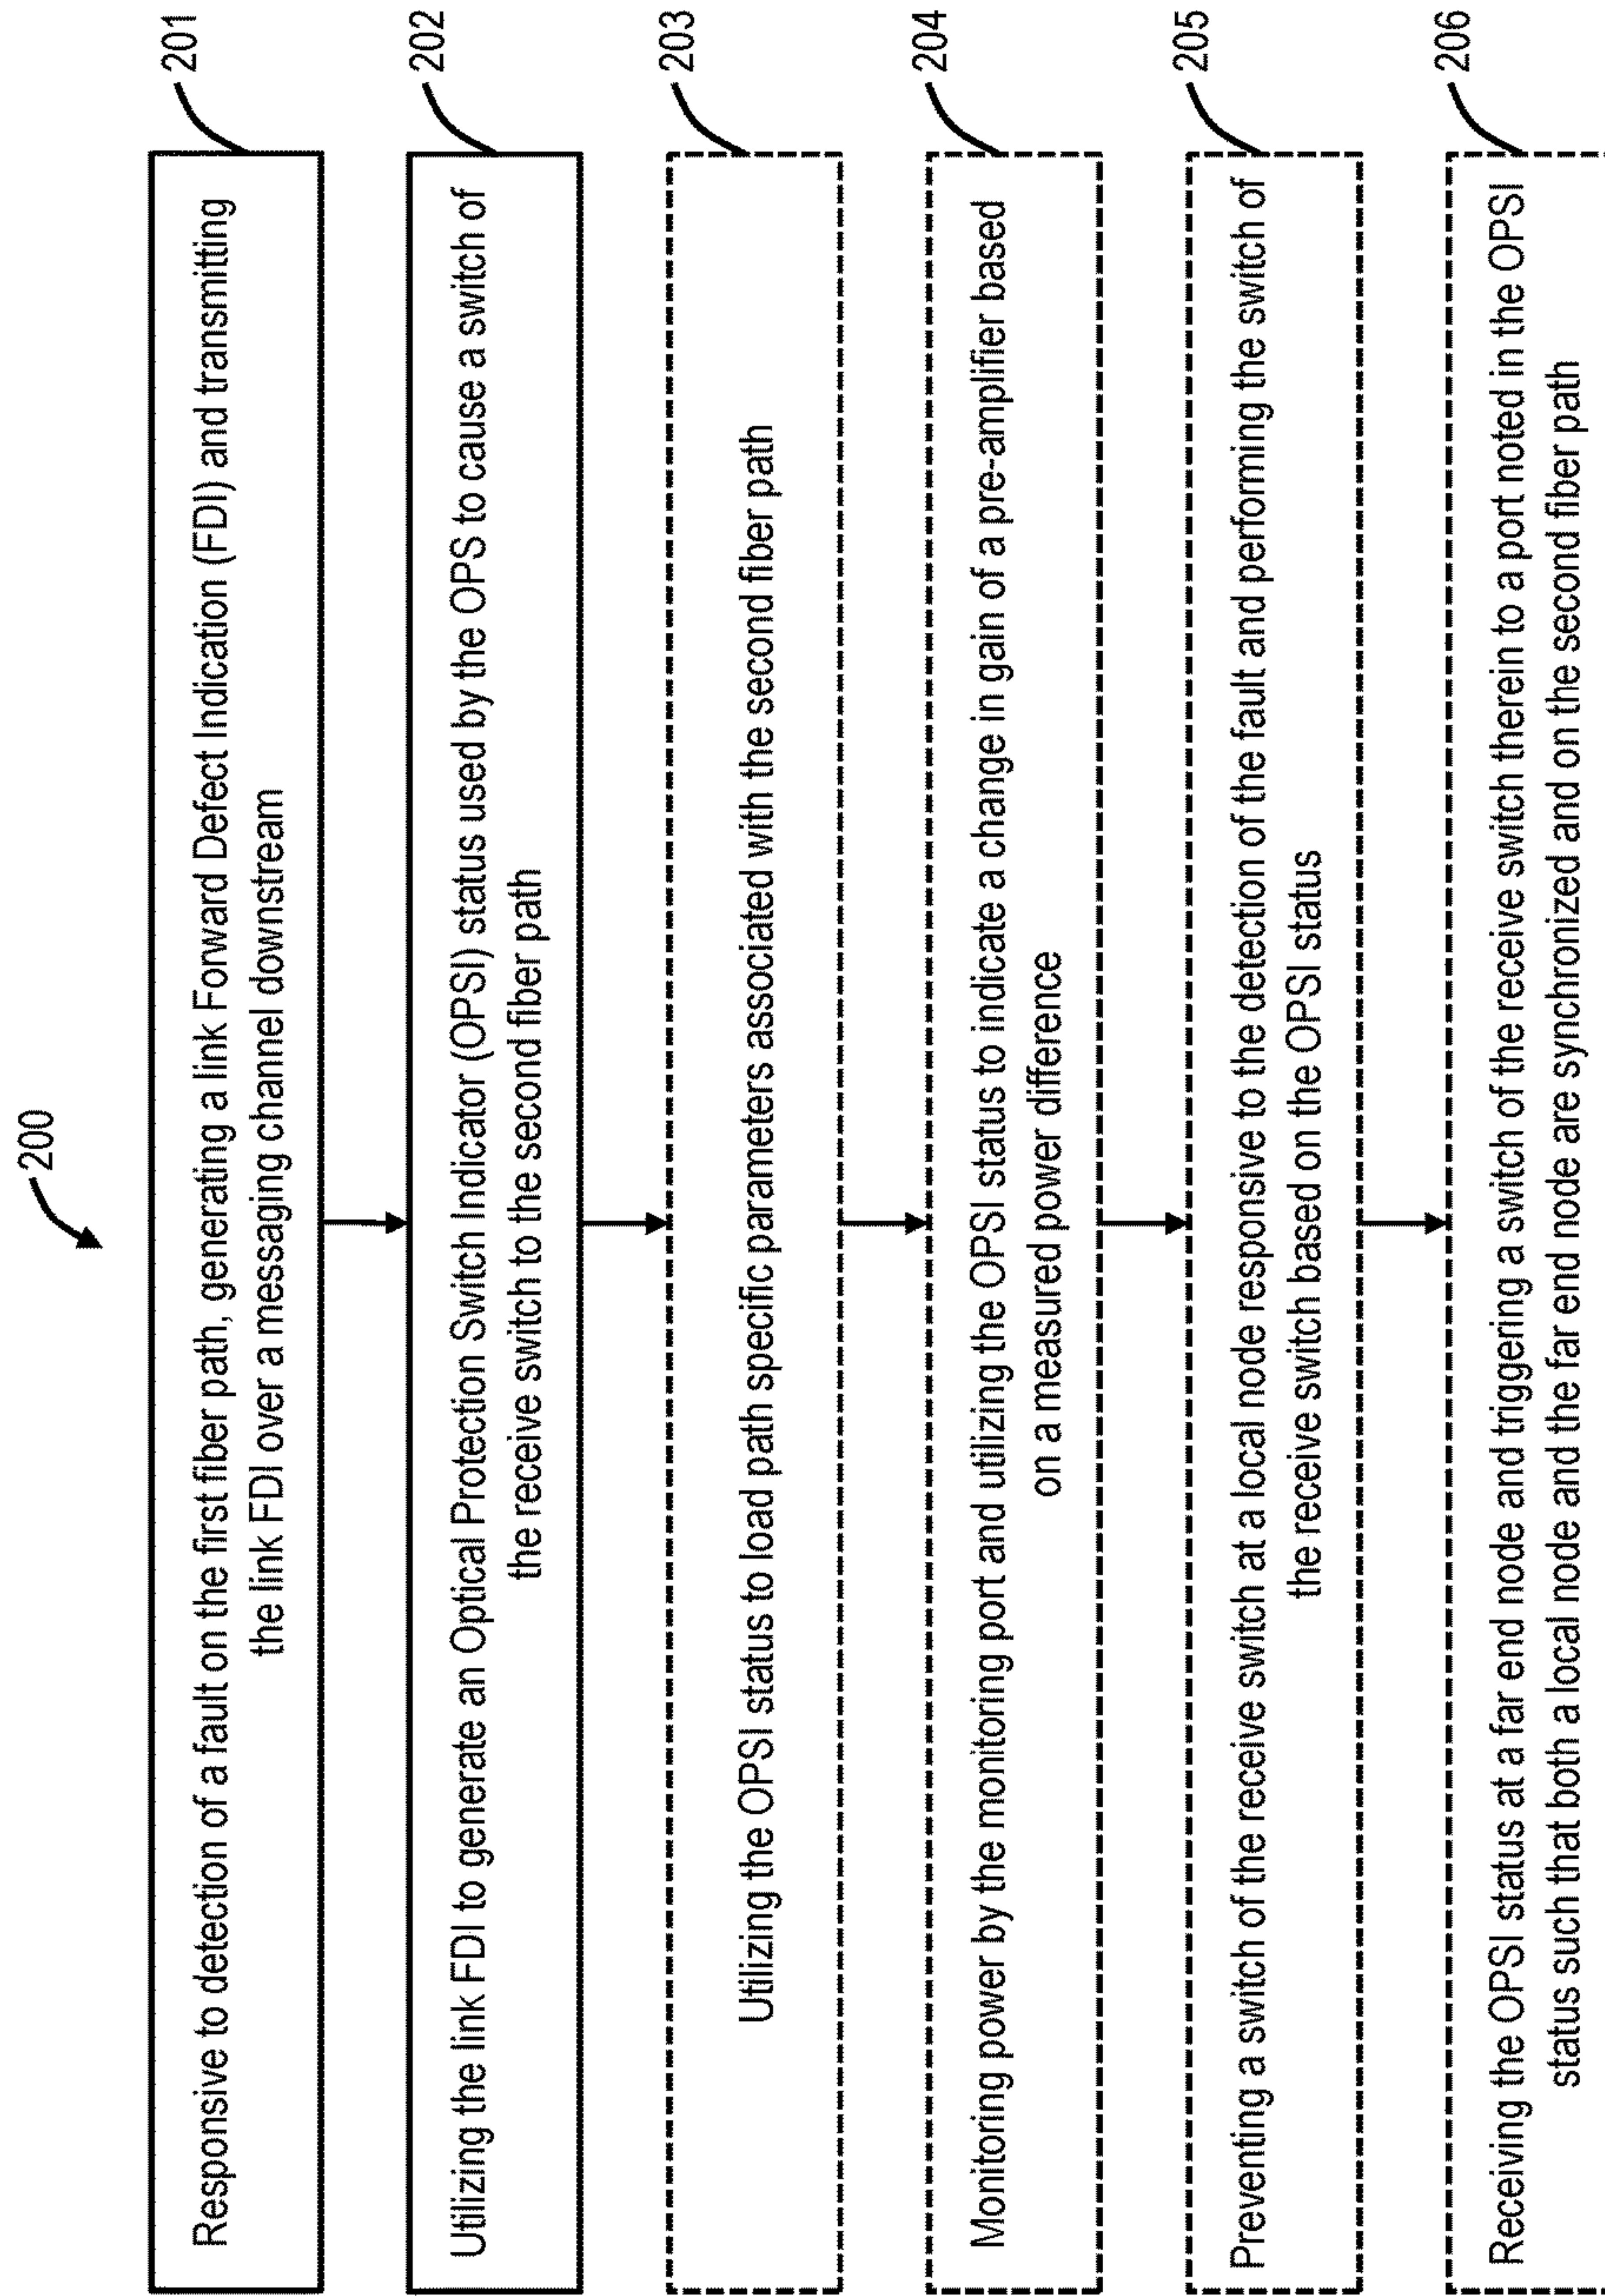 200
Responsive to detection of a fault on the first fiber path, generating a link Forward Defect Indication (FDI) and transmitting
the link FDI over a messaging channel downstream
201
Utilizing the link FDI to generate an Optical Protection Switch Indicator (OPSI) status used by the OPS to cause a switch of
the receive switch to the second fiber path
202
Utilizing the OPSI status to load path specific parameters associated with the second fiber path
203
Monitoring power by the monitoring port and utilizing the OPSI status to indicate a change in gain of a pre-amplifier based
on a measured power difference
204
Preventing a switch of the receive switch at a local node responsive to the detection of the fault and performing the switch of
the receive switch based on the OPSI status
205
Receiving the OPSI status at a far end node and triggering a switch of the receive switch therein to a port noted in the OPSI
status such that both a local node and the far end node are synchronized and on the second fiber path
206